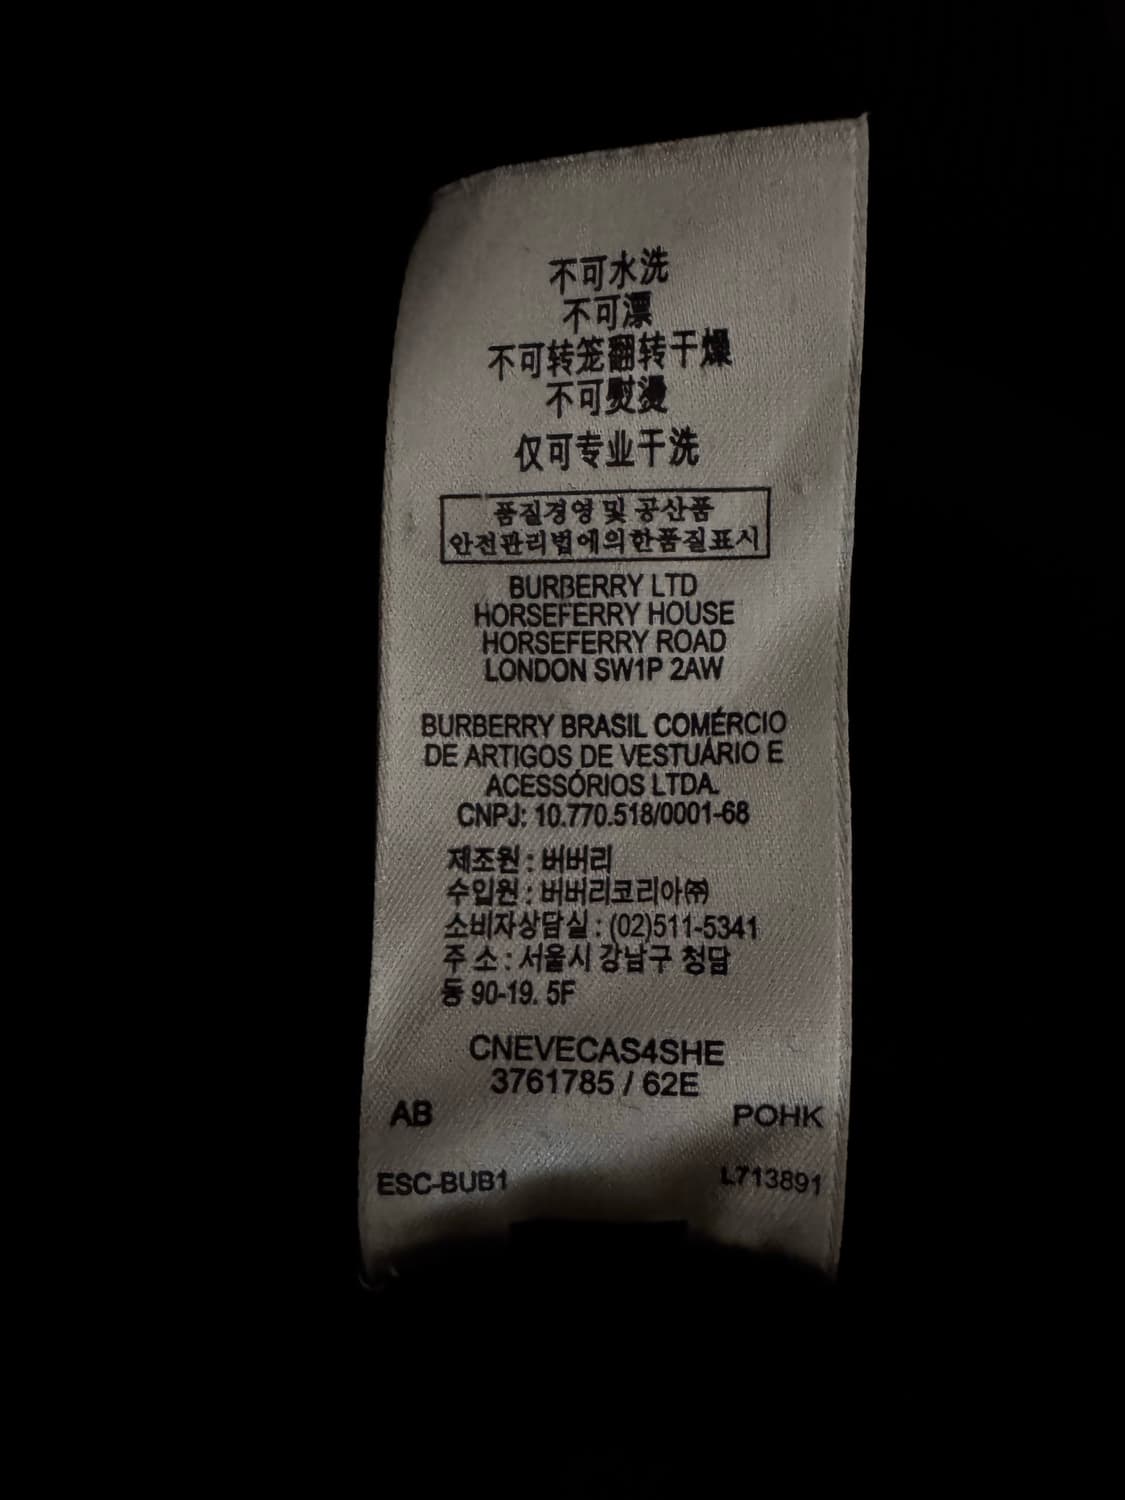 不可水洗
不可漂
不可转笼翻转干燥
不可熨烫
仅可专业干洗
품질경영 및 공산품
안전관리법에의한품질표시
BURBERRY LTD
HORSEFERRY HOUSE
HORSEFERRY ROAD
LONDON SW1P 2AW
BURBERRY BRASIL COMÉRCIO
DE ARTIGOS DE VESTUÁRIO E
ACESSÓRIOS LTDA.
CNPJ: 10.770.518/0001-68
제조원 : 버버리
수입원 : 버버리코리아㈜
소비자상담실 : (02)511-5341
주 소 : 서울시 강남구 청담
동 90-19. 5F
CNEVECAS4SHE
3761785 / 62E
AB POHK
ESC-BUB1 L713891